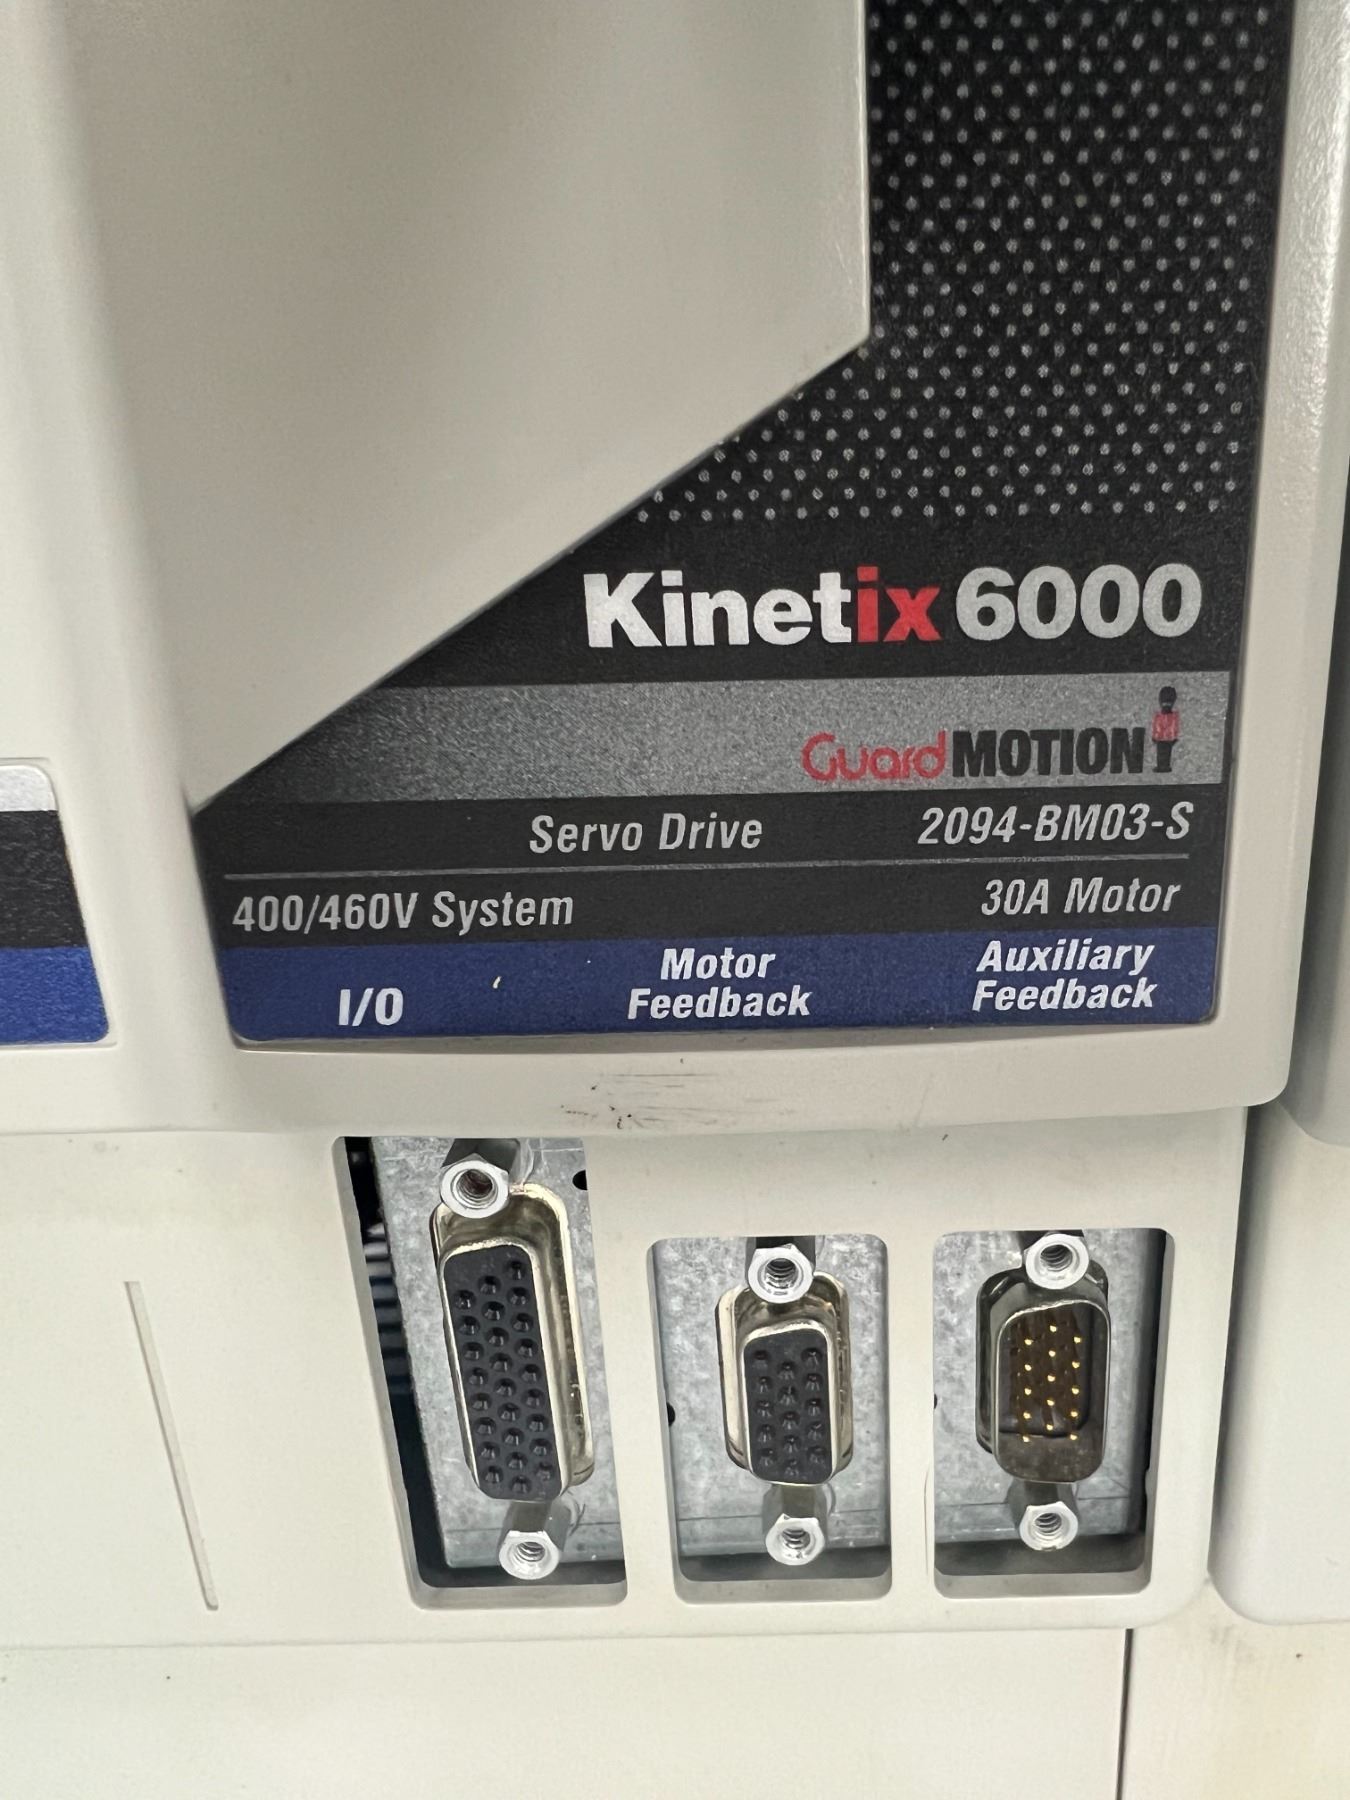 Kinetix 6000
GuardMOTION
Servo Drive 2094-BM03-S
400/460V System 30A Motor
I/O Motor Feedback Auxiliary Feedback